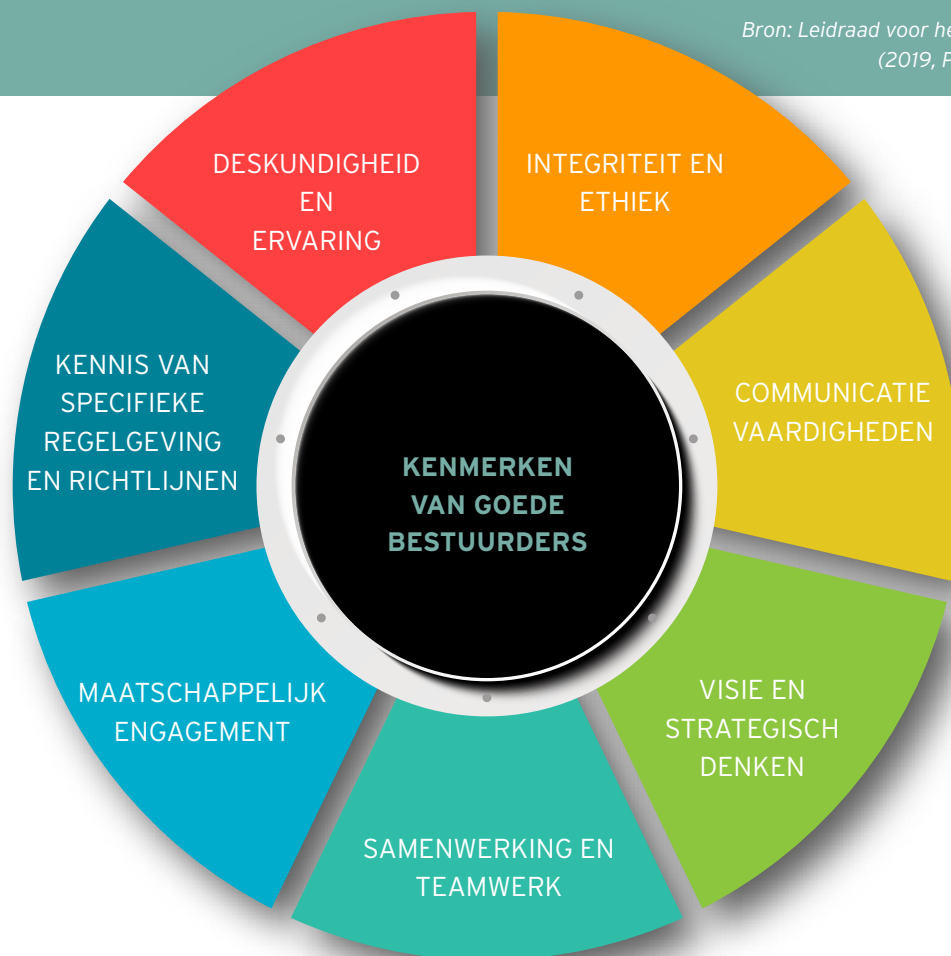 Bron: Leidraad voor
(2019,
DESKUNDIGHEID
EN
ERVARING
INTEGRITEIT EN
ETHIEK
COMMUNICATIE
VAARDIGHEDEN
VISIE EN
STRATEGISCH
DENKEN
SAMENWERKING EN
TEAMWERK
MAATSCHAPPELIJK
ENGAGEMENT
KENNIS VAN
SPECIFIEKE
REGELGEVING
EN RICHTLIJNEN
KENMERKEN
VAN GOEDE
BESTUURDERS